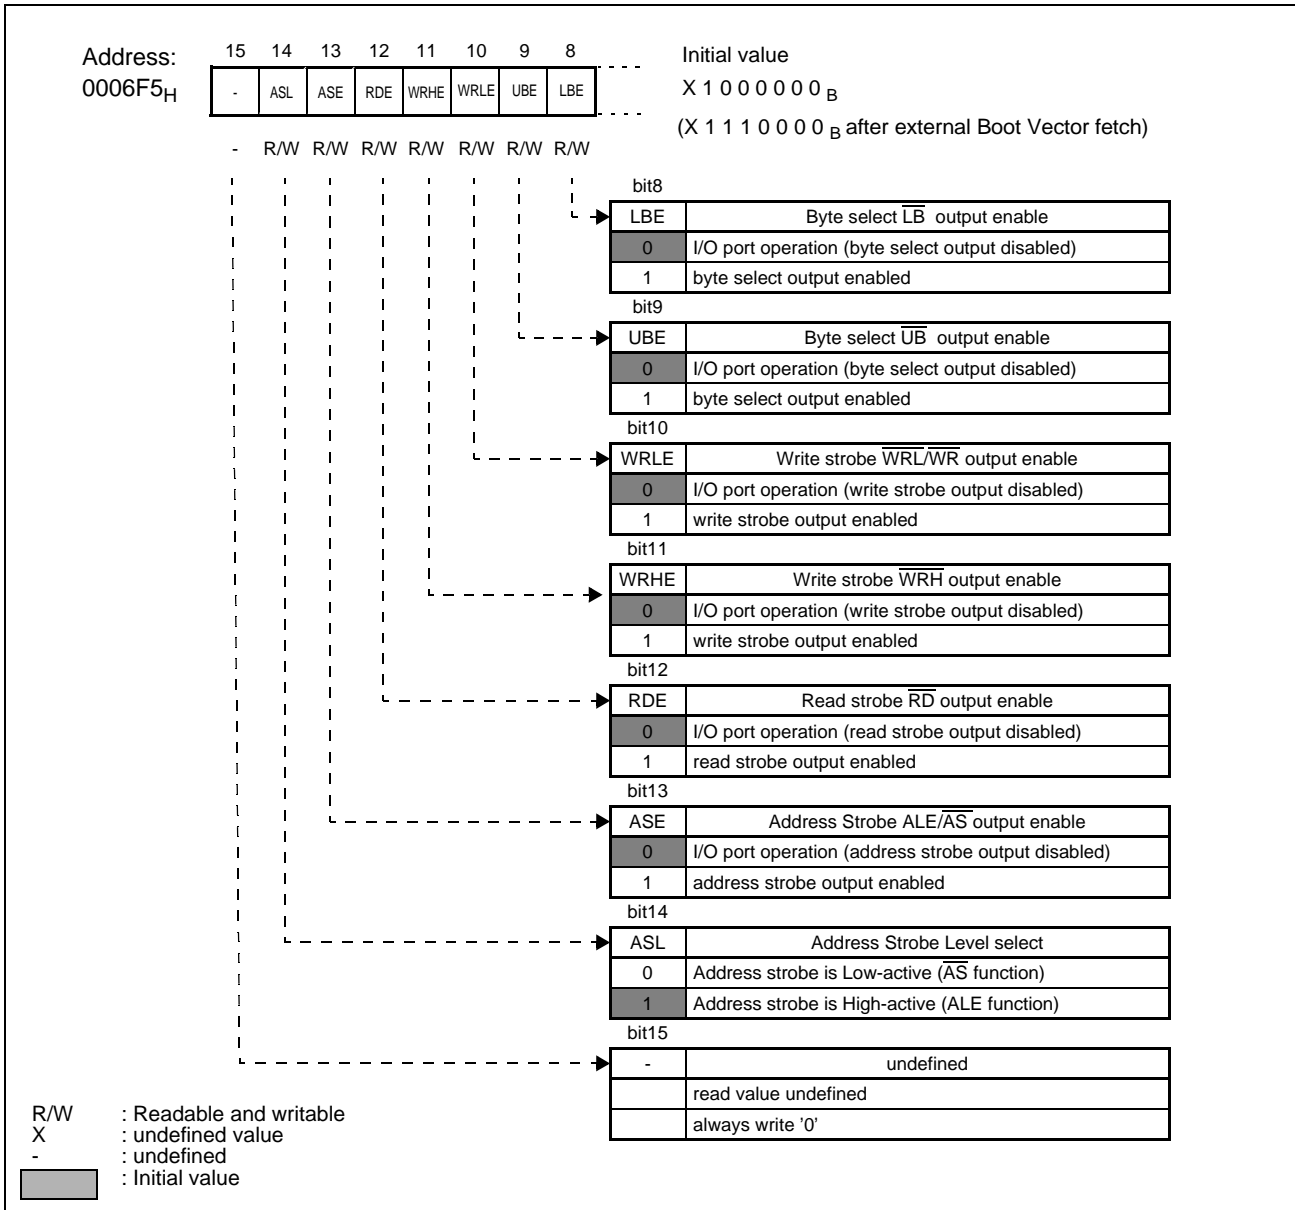 Address:
0006F5H
15 14 13 12 11 10 9 8
- ASL ASE RDE WRHE WRLE UBE LBE
- R/W R/W R/W R/W R/W R/W R/W
Initial value
X 1 0 0 0 0 0 0 B
(X 1 1 1 0 0 0 0 B after external Boot Vector fetch)
bit8
LBE Byte select L̅B̅ output enable
0 I/O port operation (byte select output disabled)
1 byte select output enabled
bit9
UBE Byte select U̅B̅ output enable
0 I/O port operation (byte select output disabled)
1 byte select output enabled
bit10
WRLE Write strobe W̅R̅L̅/W̅R̅ output enable
0 I/O port operation (write strobe output disabled)
1 write strobe output enabled
bit11
WRHE Write strobe W̅R̅H̅ output enable
0 I/O port operation (write strobe output disabled)
1 write strobe output enabled
bit12
RDE Read strobe R̅D̅ output enable
0 I/O port operation (read strobe output disabled)
1 read strobe output enabled
bit13
ASE Address Strobe ALE/A̅S̅ output enable
0 I/O port operation (address strobe output disabled)
1 address strobe output enabled
bit14
ASL Address Strobe Level select
0 Address strobe is Low-active (A̅S̅ function)
1 Address strobe is High-active (ALE function)
bit15
- undefined
read value undefined
always write ’0’
R/W : Readable and writable
X : undefined value
- : undefined
: Initial value